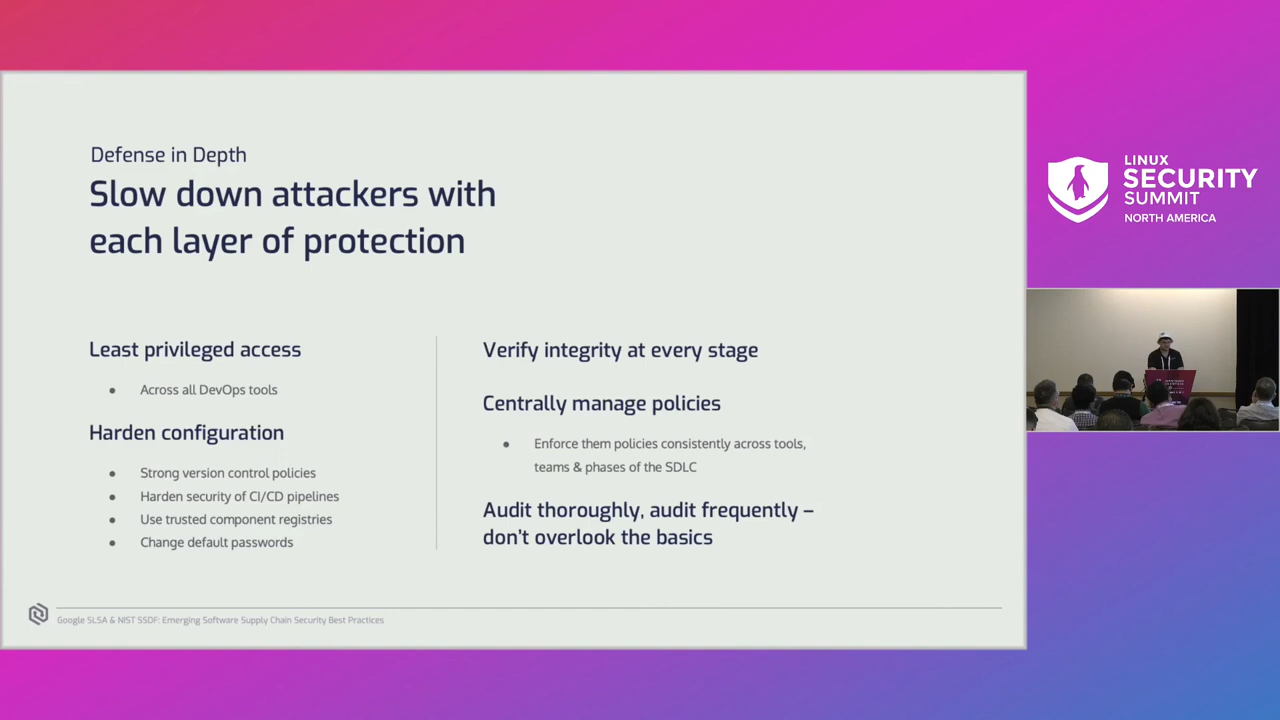 Defense in Depth
Slow down attackers with
each layer of protection
Least privileged access
• Across all DevOps tools
Harden configuration
• Strong version control policies
• Harden security of CI/CD pipelines
• Use trusted component registries
• Change default passwords
Verify integrity at every stage
Centrally manage policies
• Enforce them policies consistently across tools,
teams & phases of the SDLC
Audit thoroughly, audit frequently –
don't overlook the basics
Google SLSA & NIST SSDF: Emerging Software Supply Chain Security Best Practices
LINUX
SECURITY
SUMMIT
NORTH AMERICA